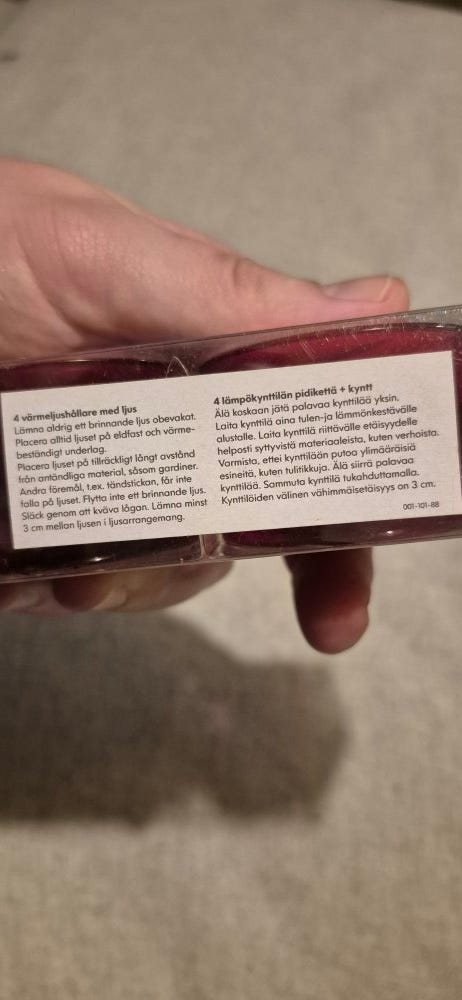 4 värmeljushållare med ljus
Lämna aldrig ett brinnande ljus obevakat.
Placera alltid ljuset på eldfast och värme-
beständigt underlag.
Placera ljuset på tillräckligt långt avstånd
från antändliga material, såsom gardiner.
Andra föremål, t.ex. tändstickan, får inte
falla på ljuset. Flytta inte ett brinnande ljus.
Släck genom att kväva lågan. Lämna minst
3 cm mellan ljusen i ljusarrangemang.
4 lämpökynttilän pidikettä + kyntt
Älä koskaan jätä palavaa kynttilää yksin.
Laita kynttilä aina tulen-ja lämmönkestävälle
alustalle. Laita kynttilä riittävälle etäisyydelle
helposti syttyvistä materiaaleista, kuten verhoista.
Varmista, ettei kynttilään putoa ylimääräisiä
esineitä, kuten tulitikkuja. Älä siirrä palavaa
kynttilää. Sammuta kynttilä tukahduttamalla.
Kynttilöiden välinen vähimmäisetäisyys on 3 cm.
001-101-88